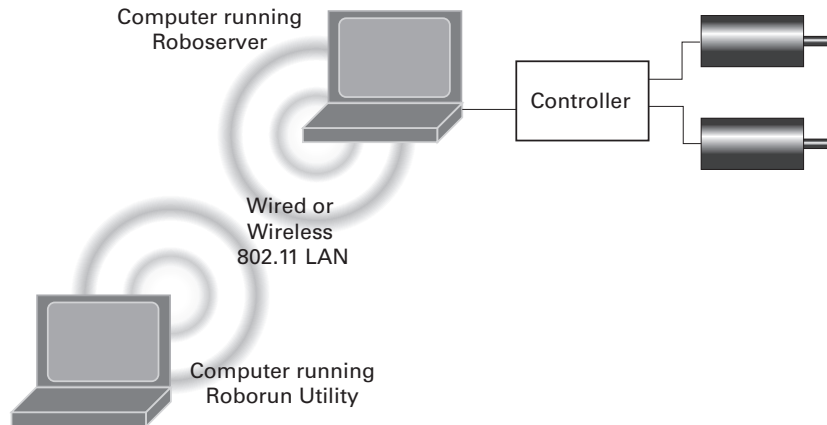 Computer running
Roboserver
Controller
Wired or
Wireless
802.11 LAN
Computer running
Roborun Utility